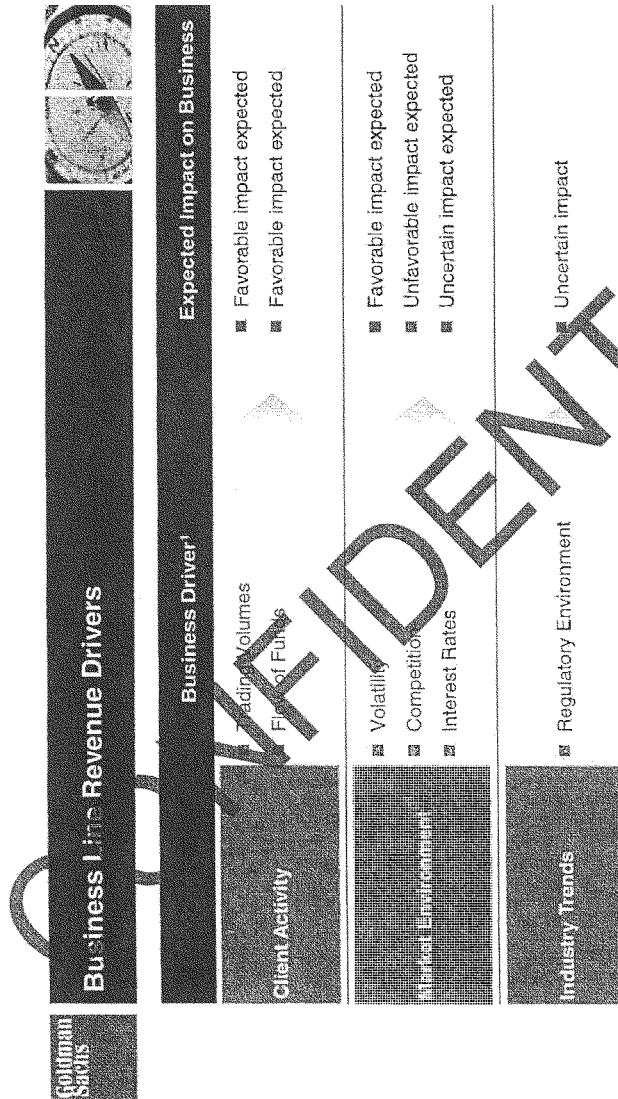 Goldman
Sachs
Business Line Revenue Drivers
Business Driver¹ Expected Impact on Business
Client Activity
■ Trading Volumes ■ Favorable impact expected
■ Flow of Funds ■ Favorable impact expected
Market Environment
■ Volatility ■ Favorable impact expected
■ Competition ■ Unfavorable impact expected
■ Interest Rates ■ Uncertain impact expected
Industry Trends
■ Regulatory Environment ■ Uncertain impact
CONFIDENT